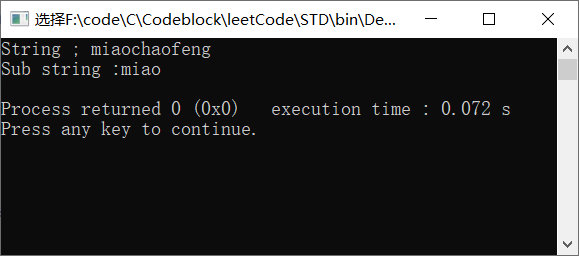 选择F:\code\C\Codeblock\leetCode\STD\bin\De...
String ; miaochaofeng
Sub string :miao
Process returned 0 (0x0)   execution time : 0.072 s
Press any key to continue.